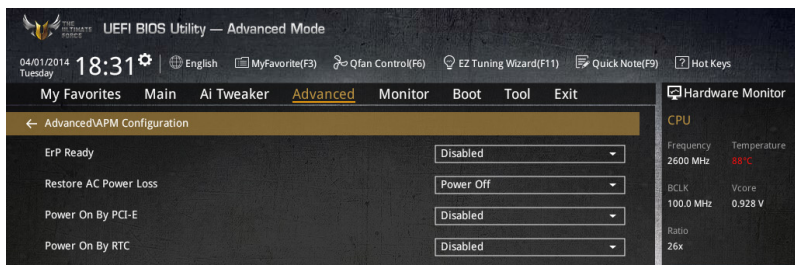 THE ULTIMATE FORCE
UEFI BIOS Utility — Advanced Mode
04/01/2014 Tuesday 18:31 English MyFavorite(F3) Qfan Control(F6) EZ Tuning Wizard(F11) Quick Note(F9) ? Hot Keys
My Favorites Main Ai Tweaker Advanced Monitor Boot Tool Exit
← Advanced\APM Configuration
ErP Ready Disabled
Restore AC Power Loss Power Off
Power On By PCI-E Disabled
Power On By RTC Disabled
Hardware Monitor
CPU
Frequency Temperature
2600 MHz 88°C
BCLK Vcore
100.0 MHz 0.928 V
Ratio
26x